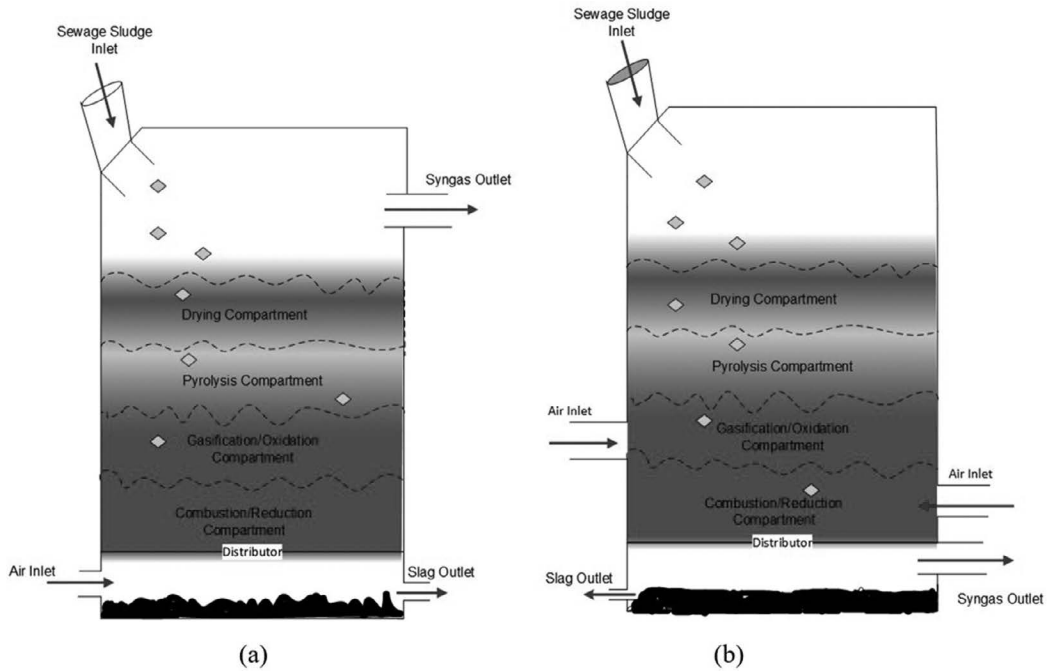 Sewage Sludge
Inlet
Syngas Outlet
Drying Compartment
Pyrolysis Compartment
Gasification/Oxidation
Compartment
Combustion/Reduction
Compartment
Distributor
Air Inlet
Slag Outlet
(a)
Sewage Sludge
Inlet
Drying Compartment
Pyrolysis Compartment
Air Inlet
Gasification/Oxidation
Compartment
Air Inlet
Combustion/Reduction
Compartment
Distributor
Slag Outlet
Syngas Outlet
(b)